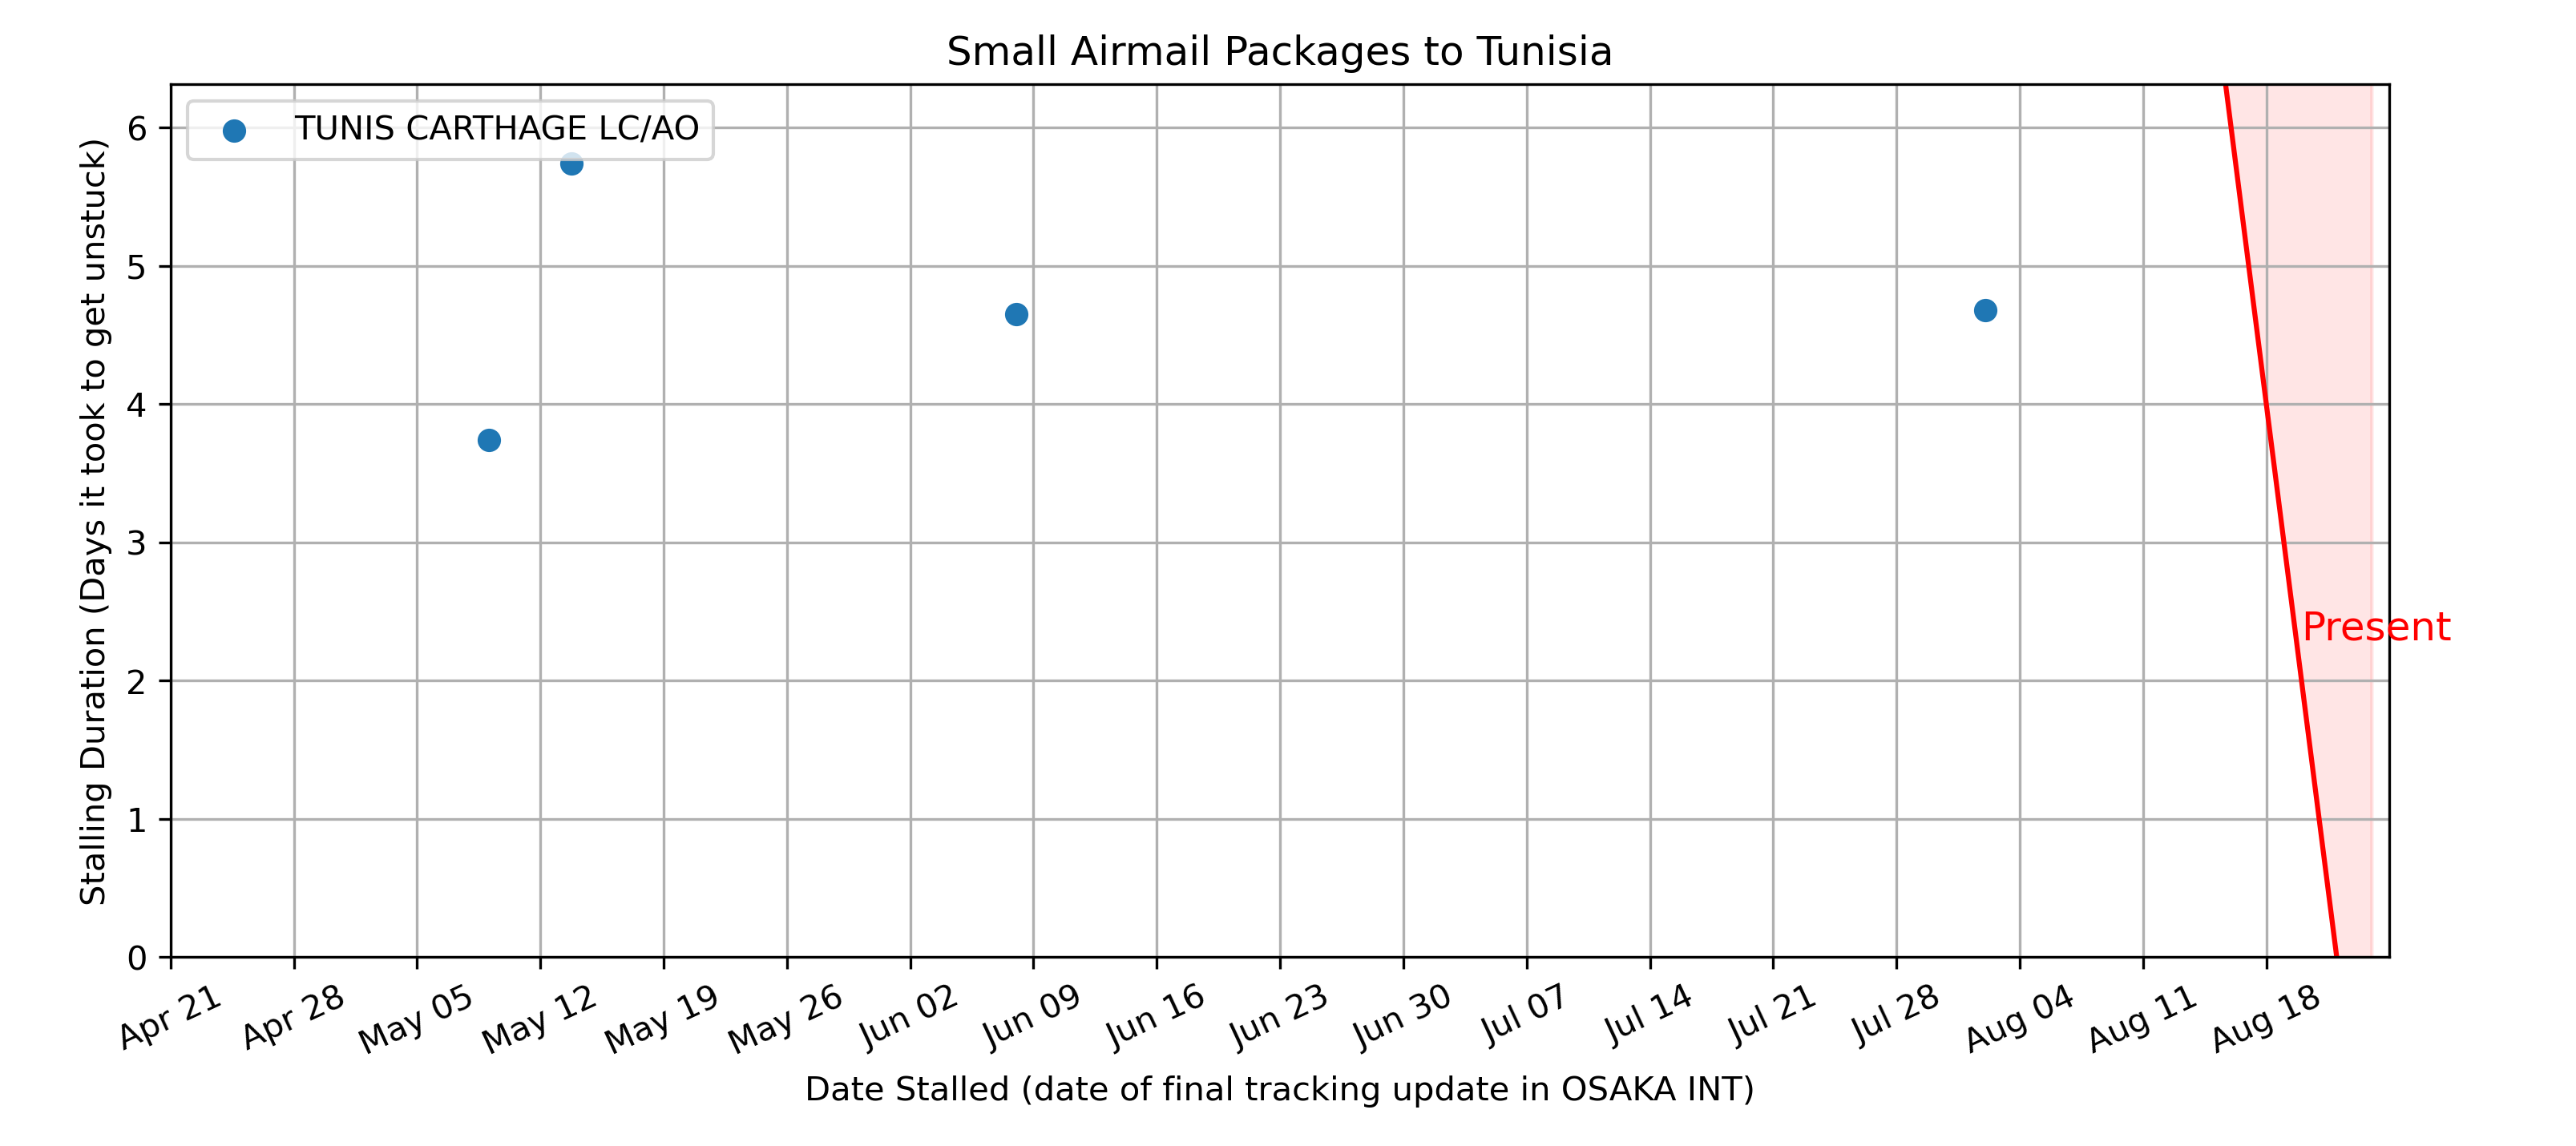 Small Airmail Packages to Tunisia
TUNIS CARTHAGE LC/AO
Stalling Duration (Days it took to get unstuck)
6
5
4
3
2
1
0
Present
Apr 21
Apr 28
May 05
May 12
May 19
May 26
Jun 02
Jun 09
Jun 16
Jun 23
Jun 30
Jul 07
Jul 14
Jul 21
Jul 28
Aug 04
Aug 11
Aug 18
Date Stalled (date of final tracking update in OSAKA INT)